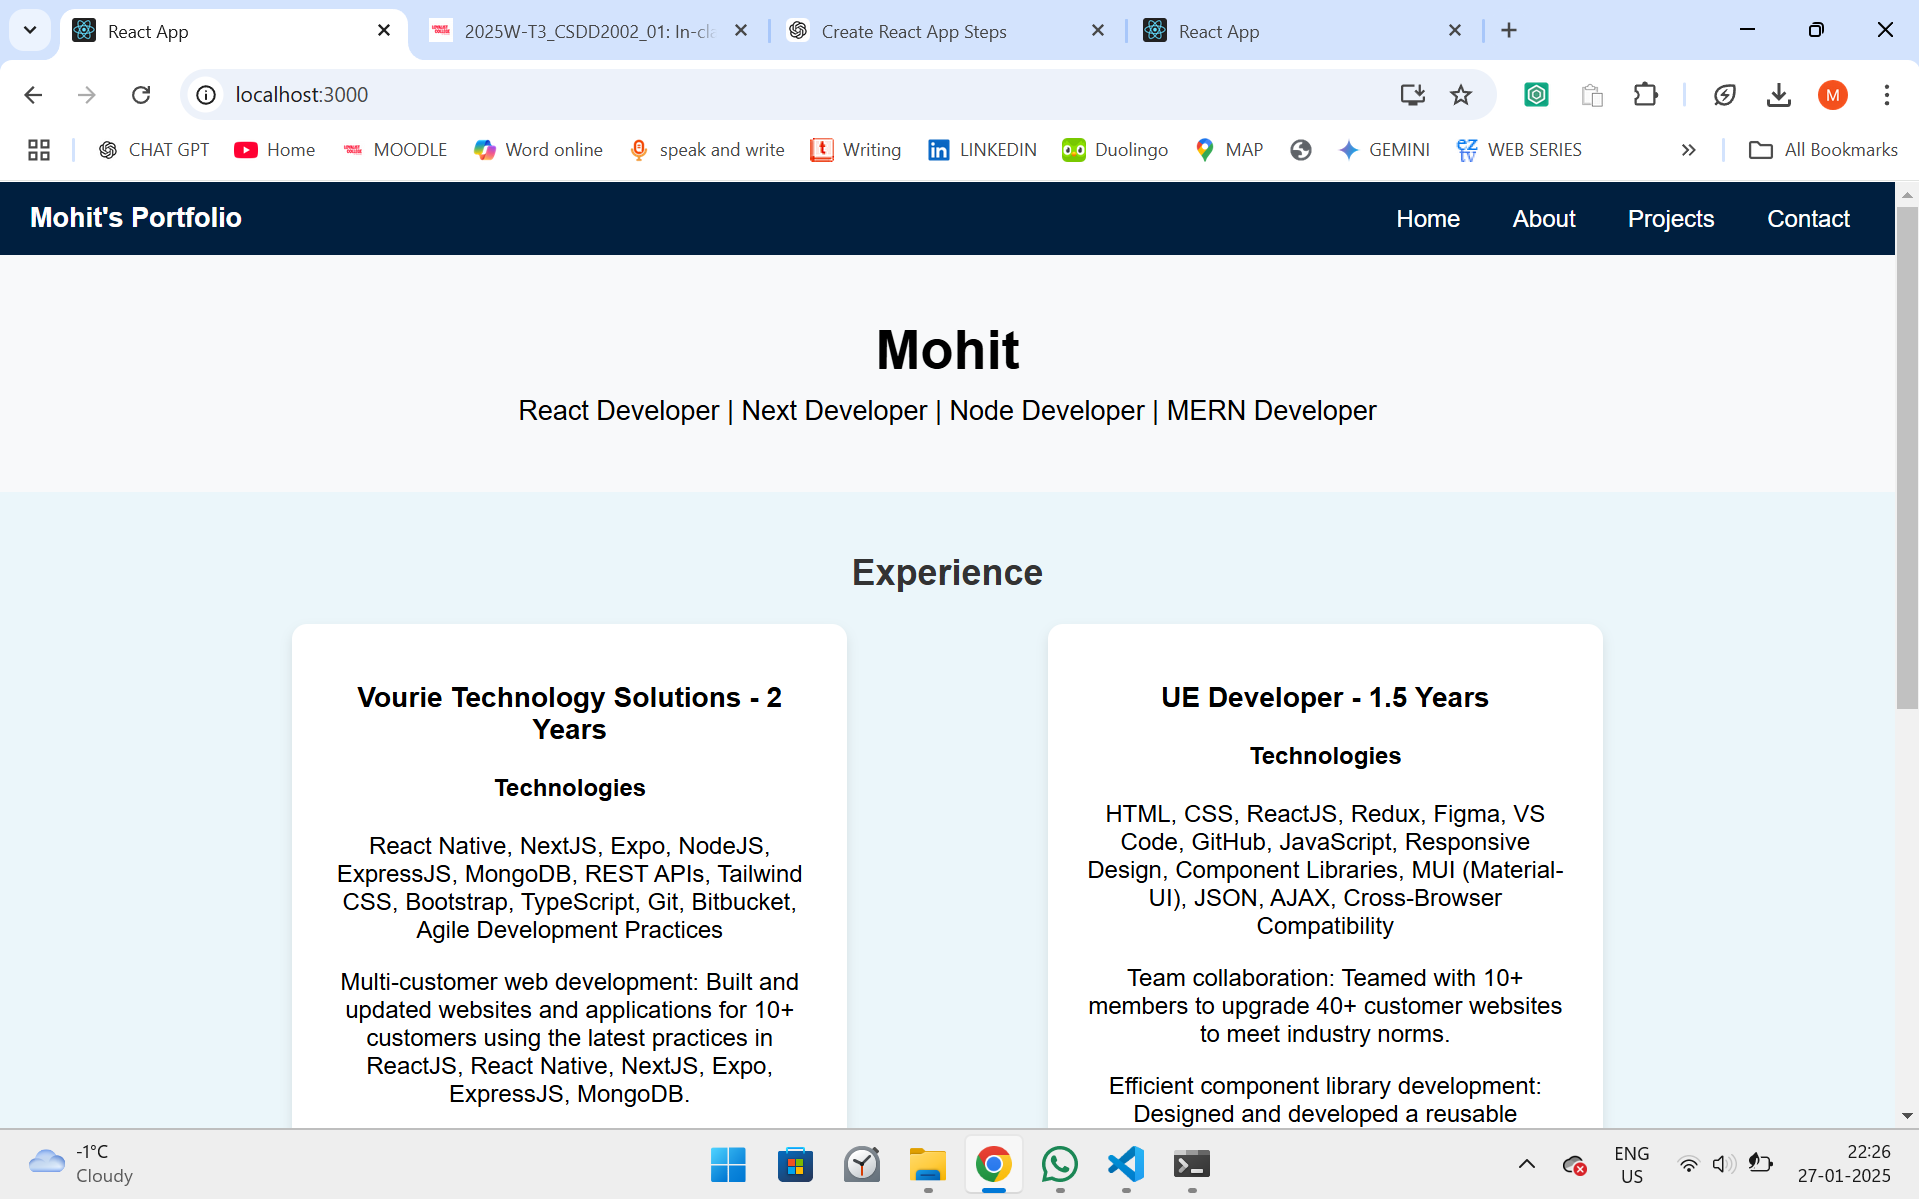 React App
2025W-T3_CSDD2002_01: In-cla
Create React App Steps
React App
localhost:3000
M
CHAT GPT
Home
MOODLE
Word online
speak and write
Writing
LINKEDIN
Duolingo
MAP
GEMINI
WEB SERIES
All Bookmarks
Mohit's Portfolio
Home
About
Projects
Contact
Mohit
React Developer | Next Developer | Node Developer | MERN Developer
Experience
Vourie Technology Solutions - 2
Years
Technologies
React Native, NextJS, Expo, NodeJS,
ExpressJS, MongoDB, REST APIs, Tailwind
CSS, Bootstrap, TypeScript, Git, Bitbucket,
Agile Development Practices
Multi-customer web development: Built and
updated websites and applications for 10+
customers using the latest practices in
ReactJS, React Native, NextJS, Expo,
ExpressJS, MongoDB.
UE Developer - 1.5 Years
Technologies
HTML, CSS, ReactJS, Redux, Figma, VS
Code, GitHub, JavaScript, Responsive
Design, Component Libraries, MUI (Material-
UI), JSON, AJAX, Cross-Browser
Compatibility
Team collaboration: Teamed with 10+
members to upgrade 40+ customer websites
to meet industry norms.
Efficient component library development:
Designed and developed a reusable
-1°C
Cloudy
ENG
US
22:26
27-01-2025